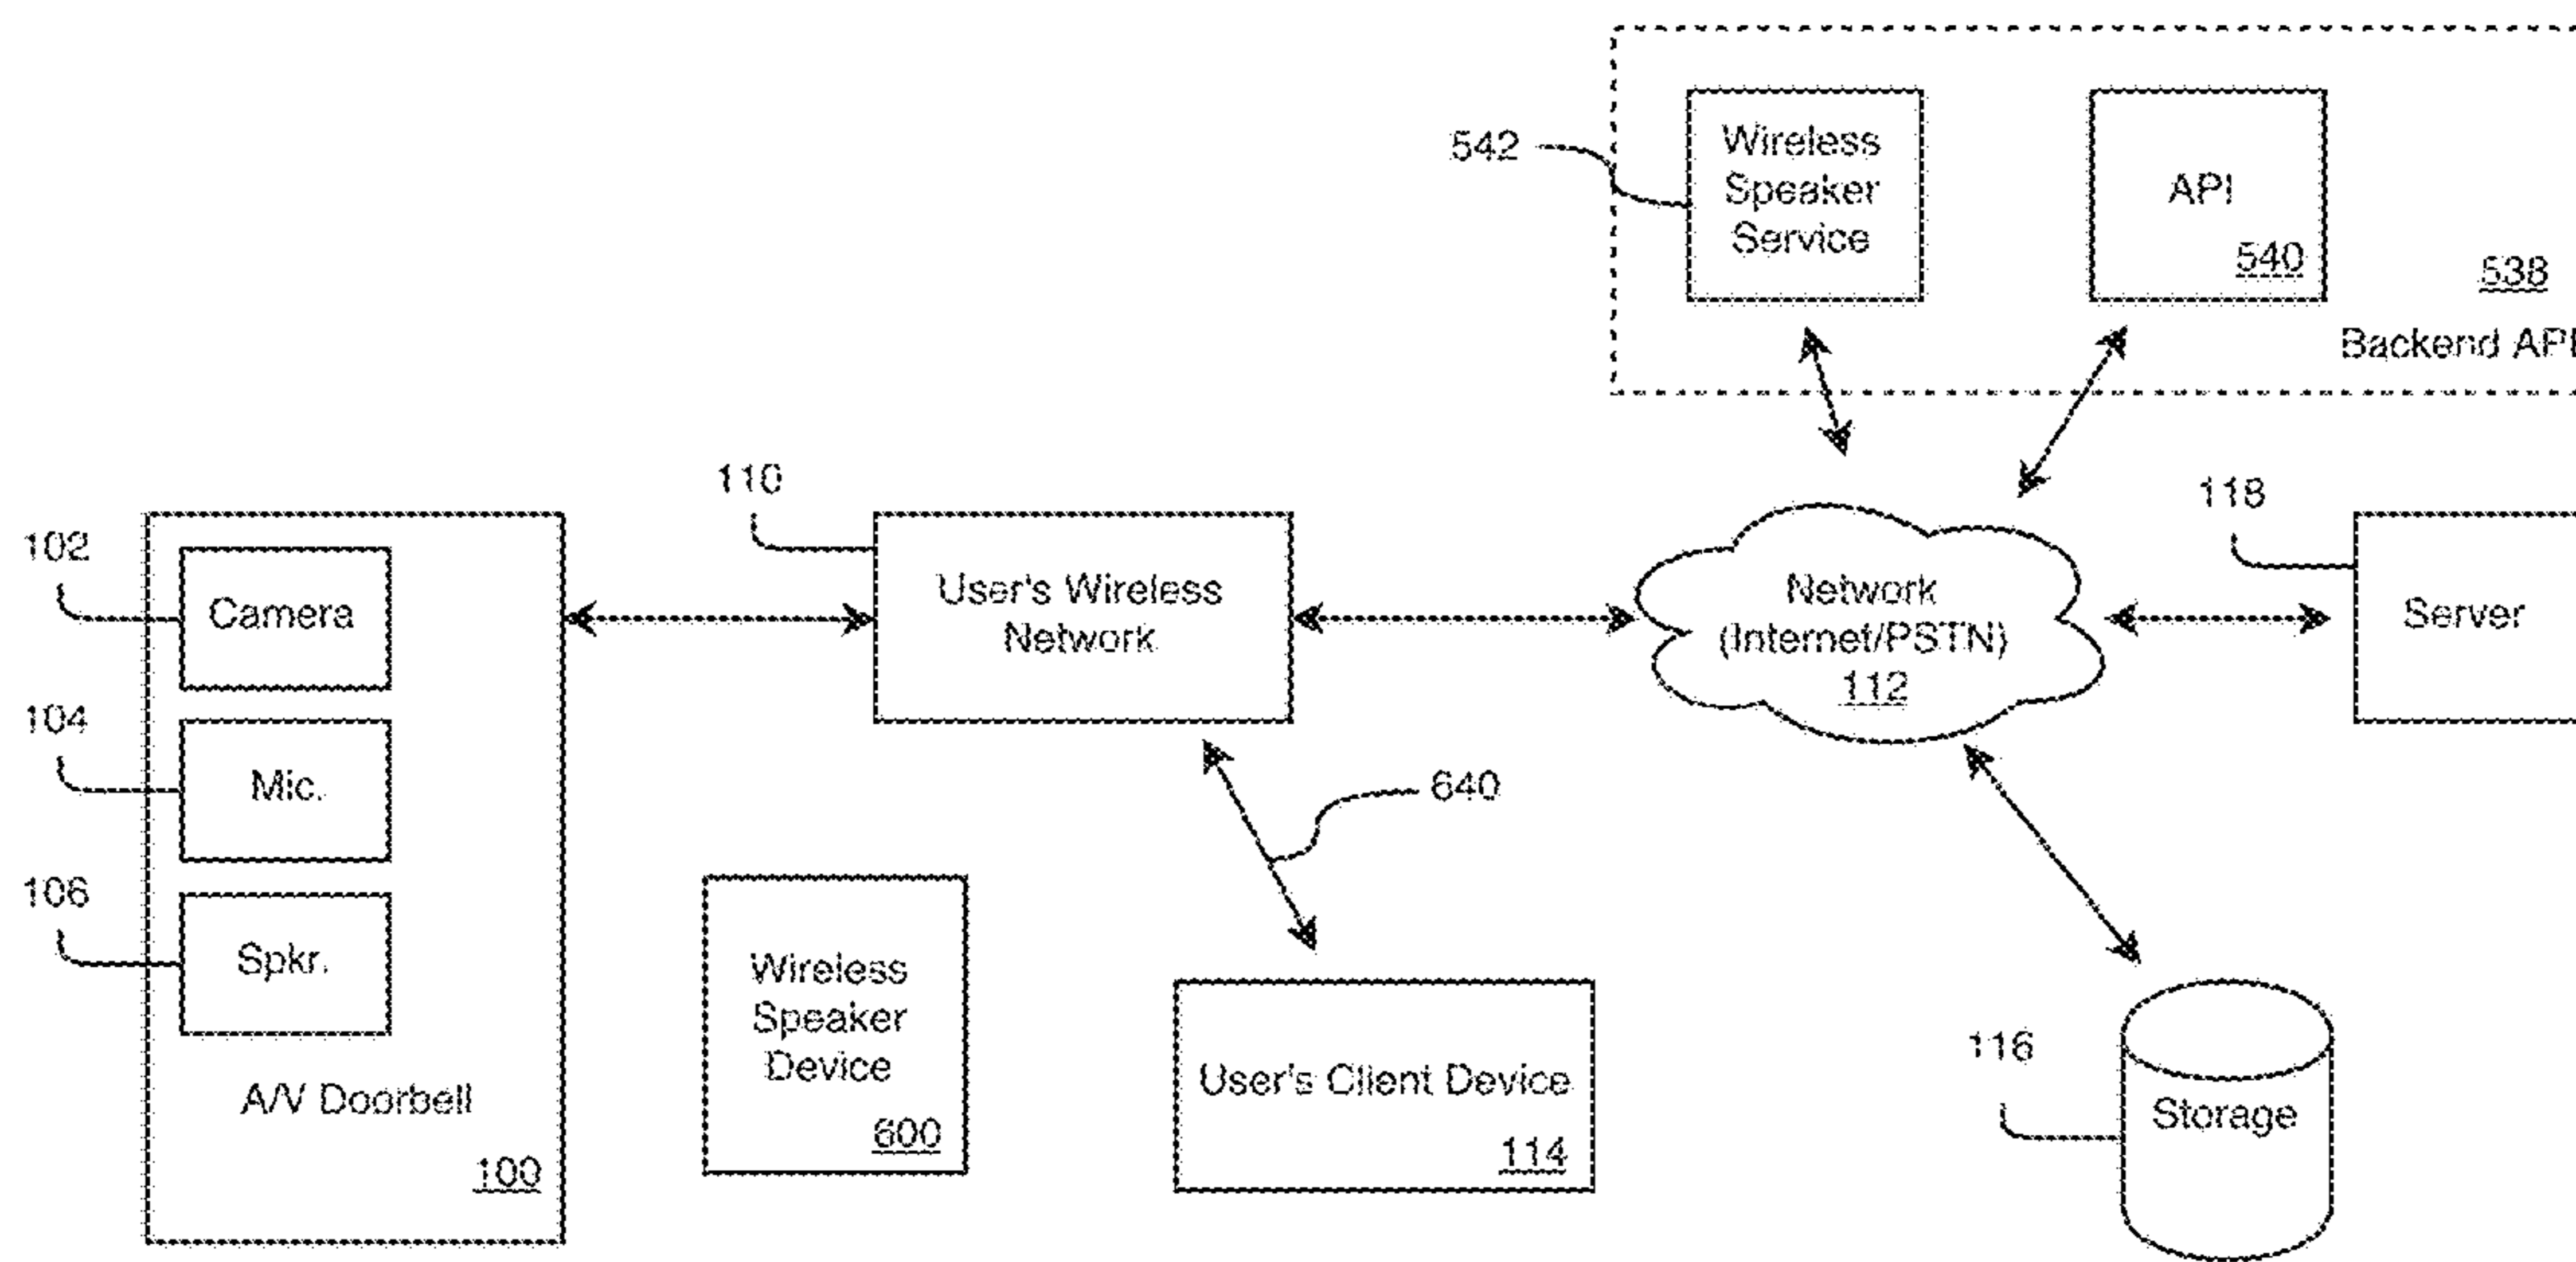 542
Wireless
Speaker
Service
API
540
538
Backend API
110
118
102
Camera
User's Wireless
Network
Network
(Internet/PSTN)
112
Server
104
Mic.
640
106
Spkr.
Wireless
Speaker
Device
600
A/V Doorbell
100
User's Client Device
114
116
Storage